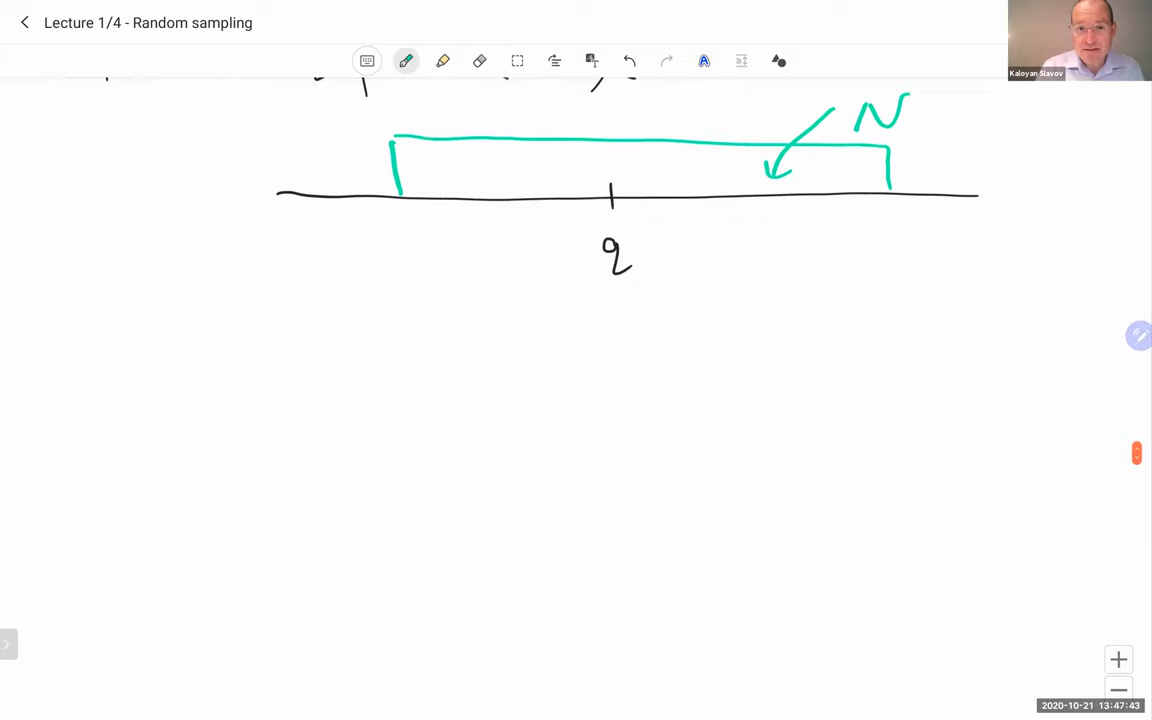 Lecture 1/4 - Random sampling
Kaloyan Slavov
N
q
2020-10-21 13:47:43